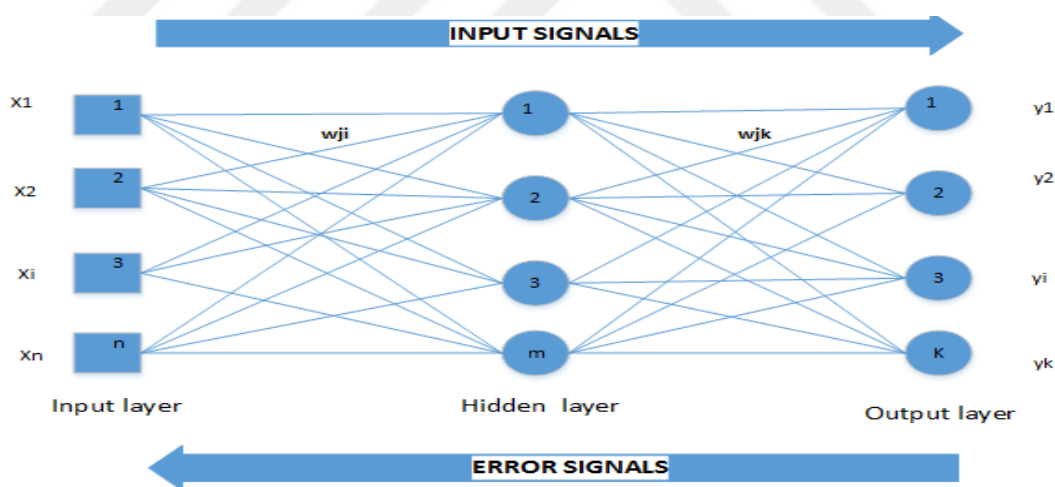 INPUT SIGNALS
X1 1 1 1 y1
wji wjk
X2 2 2 2 y2
Xi 3 3 3 yi
Xn n m K yk
Input layer Hidden layer Output layer
ERROR SIGNALS